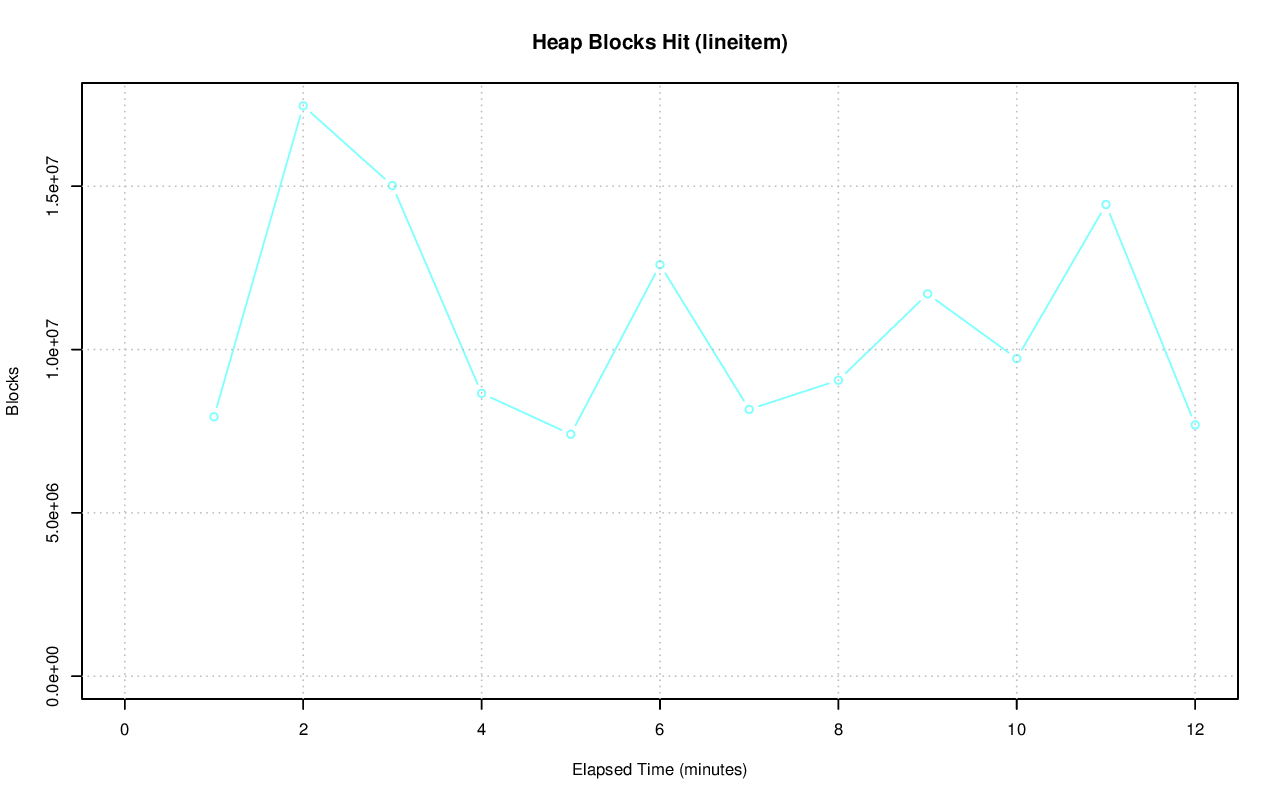 Heap Blocks Hit (lineitem)
Blocks
1.5e+07
1.0e+07
5.0e+06
0.0e+00
0 2 4 6 8 10 12
Elapsed Time (minutes)